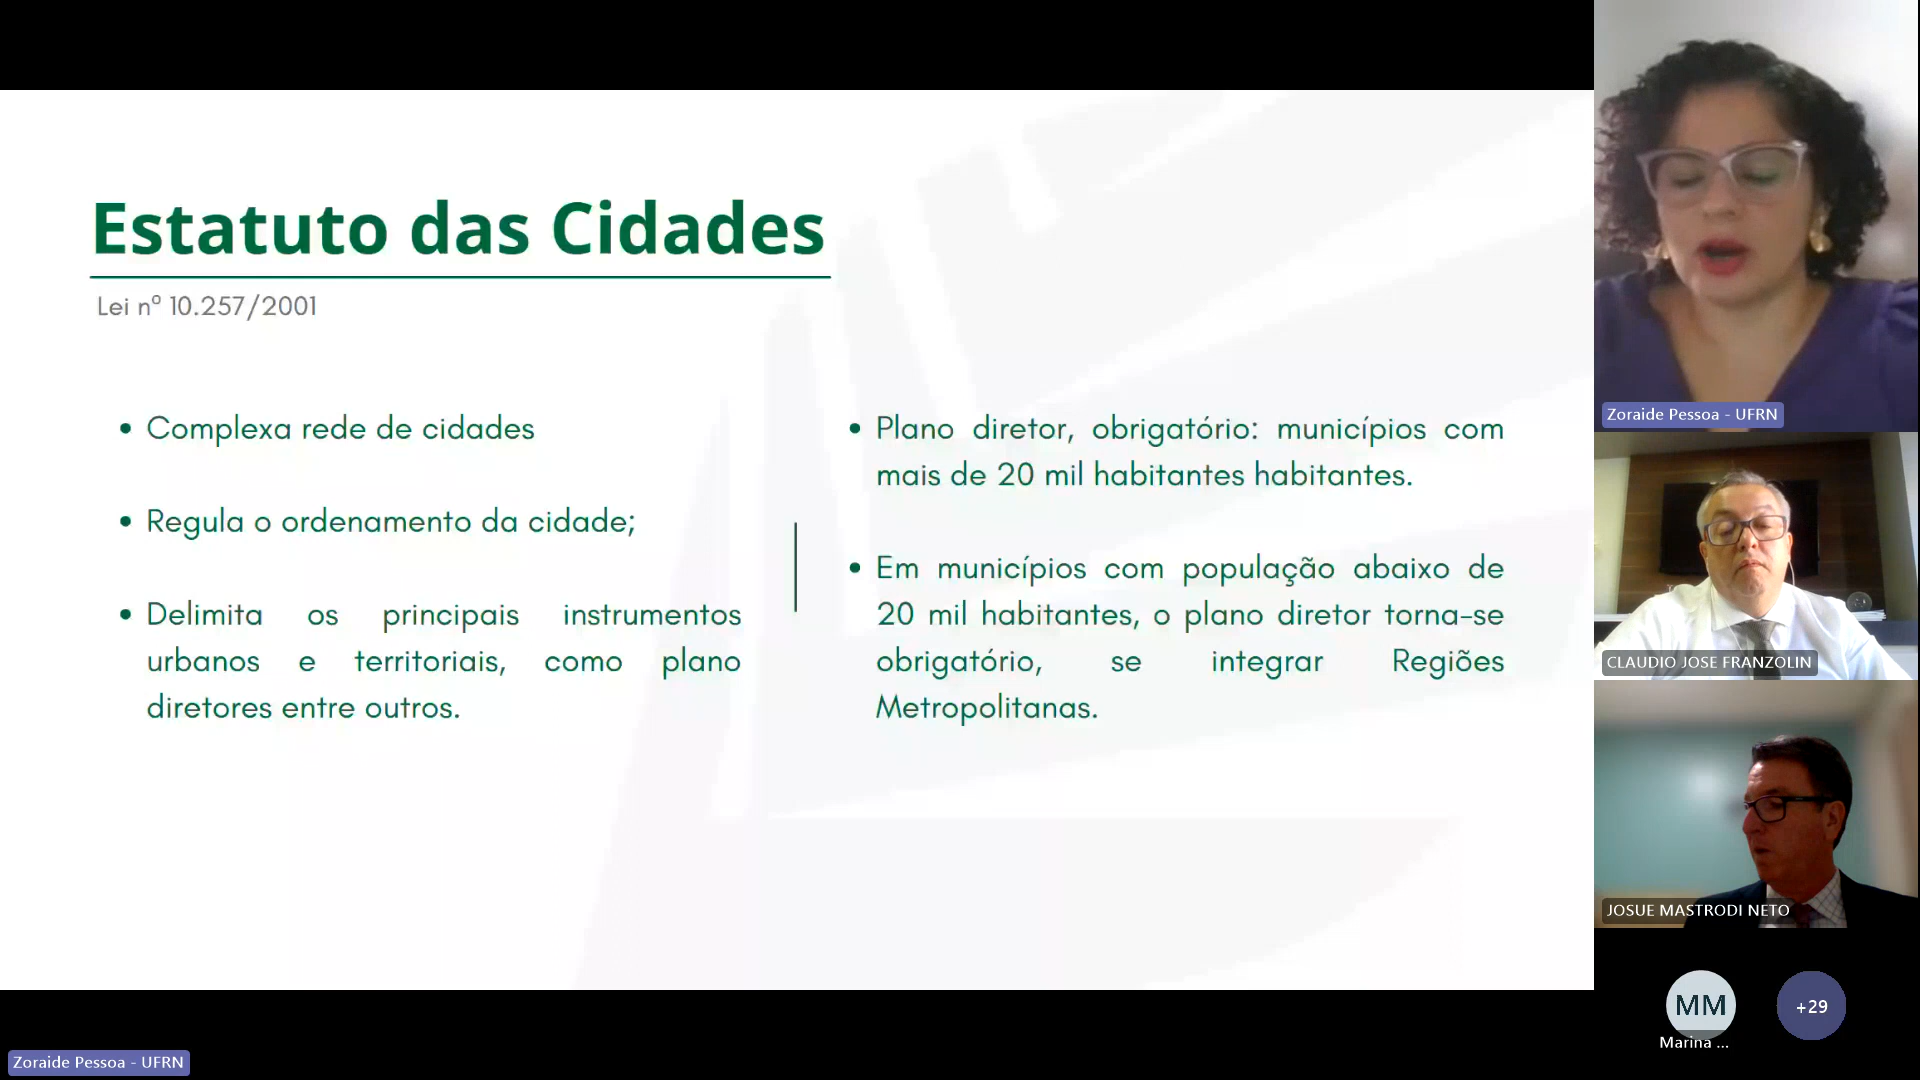 Estatuto das Cidades
Lei nº 10.257/2001
Complexa rede de cidades
Regula o ordenamento da cidade;
Delimita os principais instrumentos
urbanos e territoriais, como plano
diretores entre outros.
Plano diretor, obrigatório: municípios com
mais de 20 mil habitantes habitantes.
Em municípios com população abaixo de
20 mil habitantes, o plano diretor torna-se
obrigatório, se integrar Regiões
Metropolitanas.
Zoraide Pessoa - UFRN
CLAUDIO JOSE FRANZOLIN
JOSUE MASTRODI NETO
MM
Marina ...
+29
Zoraide Pessoa - UFRN